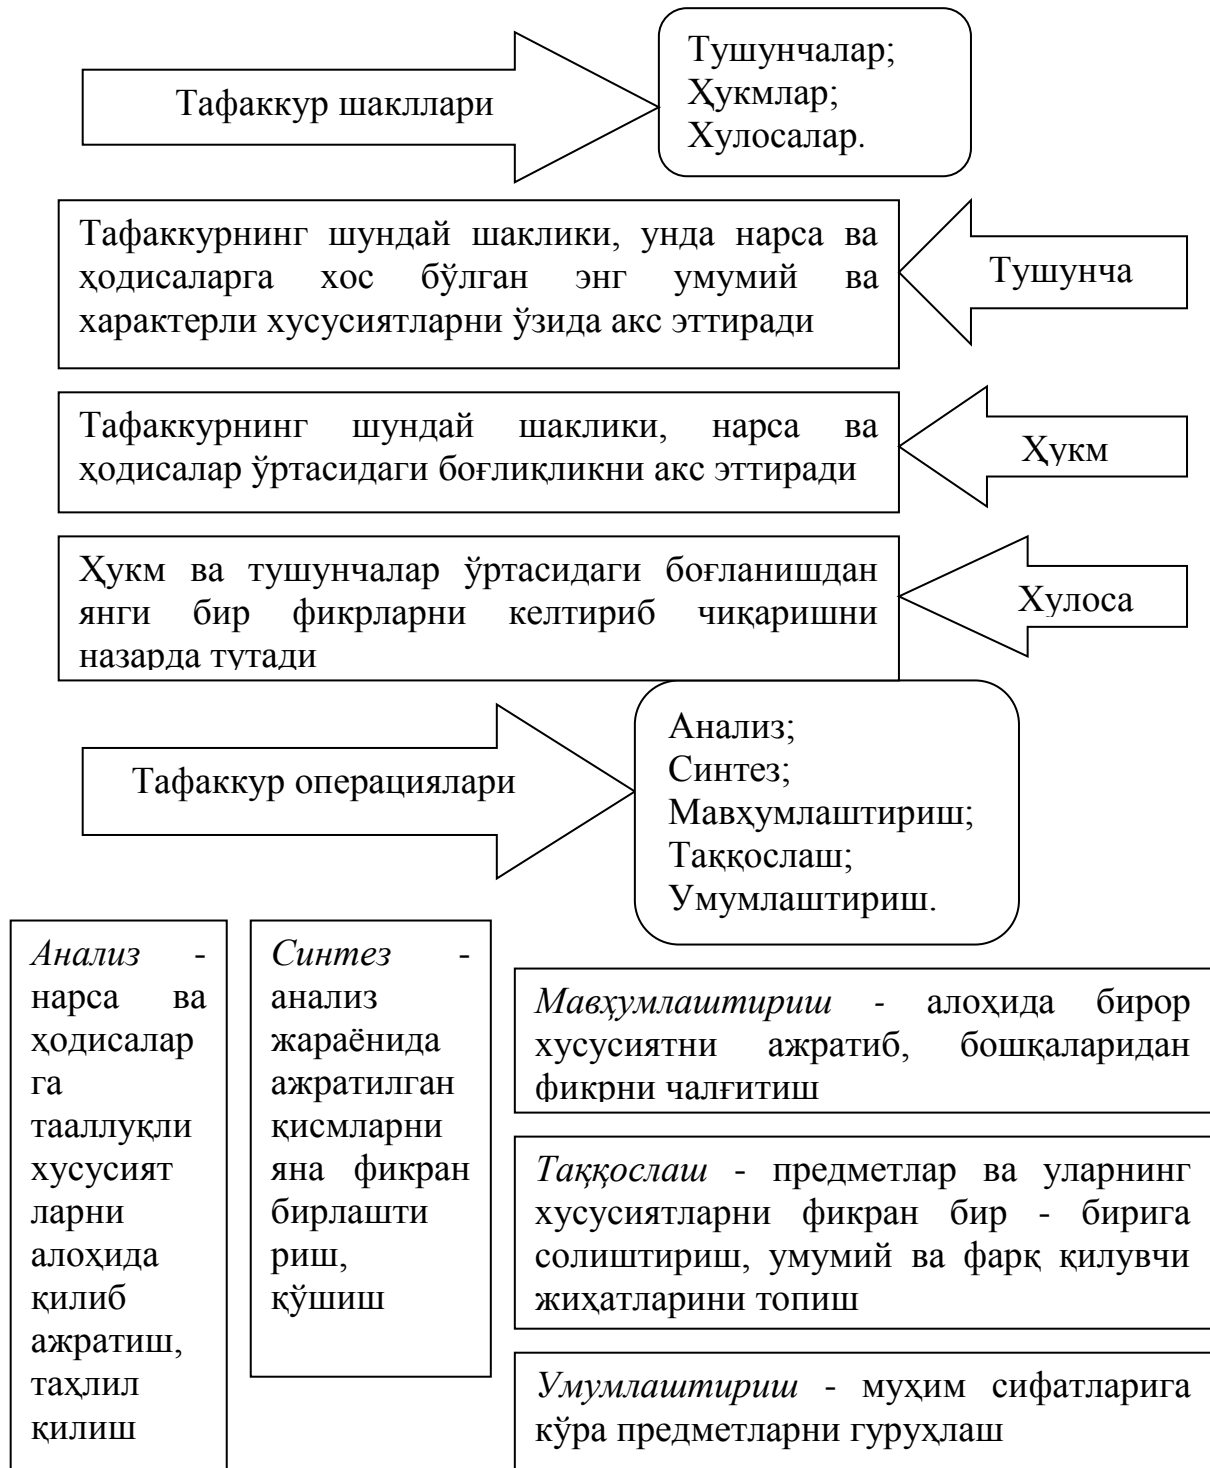 Тафаккур шакллари
Тушунчалар;
Ҳукмлар;
Хулосалар.
Тафаккурнинг шундай шаклики, унда нарса ва
ҳодисаларга хос бўлган энг умумий ва
характерли хусусиятларни ўзида акс эттиради
Тушунча
Тафаккурнинг шундай шаклики, нарса ва
ҳодисалар ўртасидаги боғлиқликни акс эттиради
Ҳукм
Ҳукм ва тушунчалар ўртасидаги боғланишдан
янги бир фикрларни келтириб чиқаришни
назарда тутади
Хулоса
Тафаккур операциялари
Анализ;
Синтез;
Мавҳумлаштириш;
Таққослаш;
Умумлаштириш.
Анализ -
нарса ва
ҳодисалар
га
тааллуқли
хусусият
ларни
алоҳида
қилиб
ажратиш,
таҳлил
қилиш
Синтез -
анализ
жараёнида
ажратилган
қисмларни
яна фикран
бирлашти
риш,
қўшиш
Мавҳумлаштириш - алоҳида бирор
хусусиятни ажратиб, бошқаларидан
фикрни чалғитиш
Таққослаш - предметлар ва уларнинг
хусусиятларни фикран бир - бирига
солиштириш, умумий ва фарқ қилувчи
жиҳатларини топиш
Умумлаштириш - муҳим сифатларига
кўра предметларни гуруҳлаш